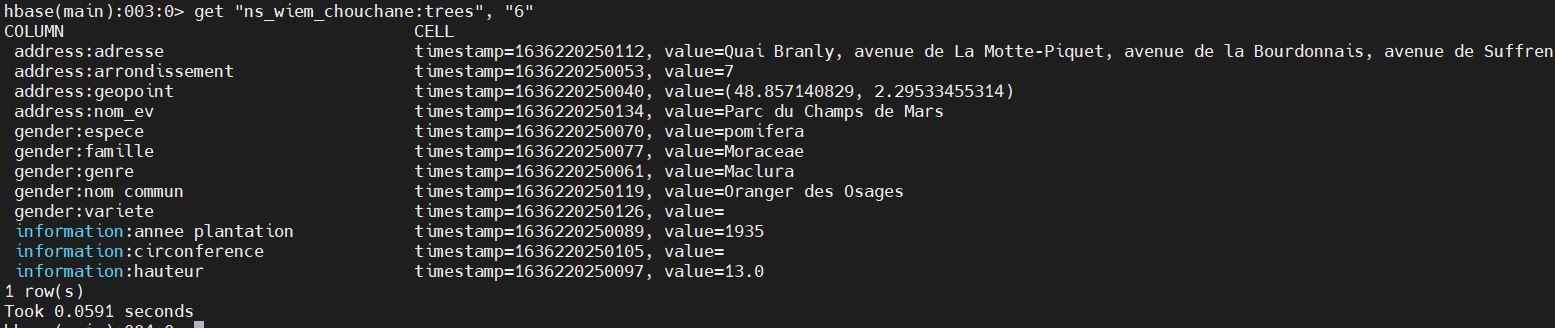 hbase(main):003:0> get "ns_wiem_chouchane:trees", "6"
COLUMN CELL
address:adresse timestamp=1636220250112, value=Quai Branly, avenue de La Motte-Piquet, avenue de la Bourdonnais, avenue de Suffren
address:arrondissement timestamp=1636220250053, value=7
address:geopoint timestamp=1636220250040, value=(48.857140829, 2.29533455314)
address:nom_ev timestamp=1636220250134, value=Parc du Champs de Mars
gender:espece timestamp=1636220250070, value=pomifera
gender:famille timestamp=1636220250077, value=Moraceae
gender:genre timestamp=1636220250061, value=Maclura
gender:nom commun timestamp=1636220250119, value=Oranger des Osages
gender:variete timestamp=1636220250126, value=
information:annee plantation timestamp=1636220250089, value=1935
information:circonference timestamp=1636220250105, value=
information:hauteur timestamp=1636220250097, value=13.0
1 row(s)
Took 0.0591 seconds